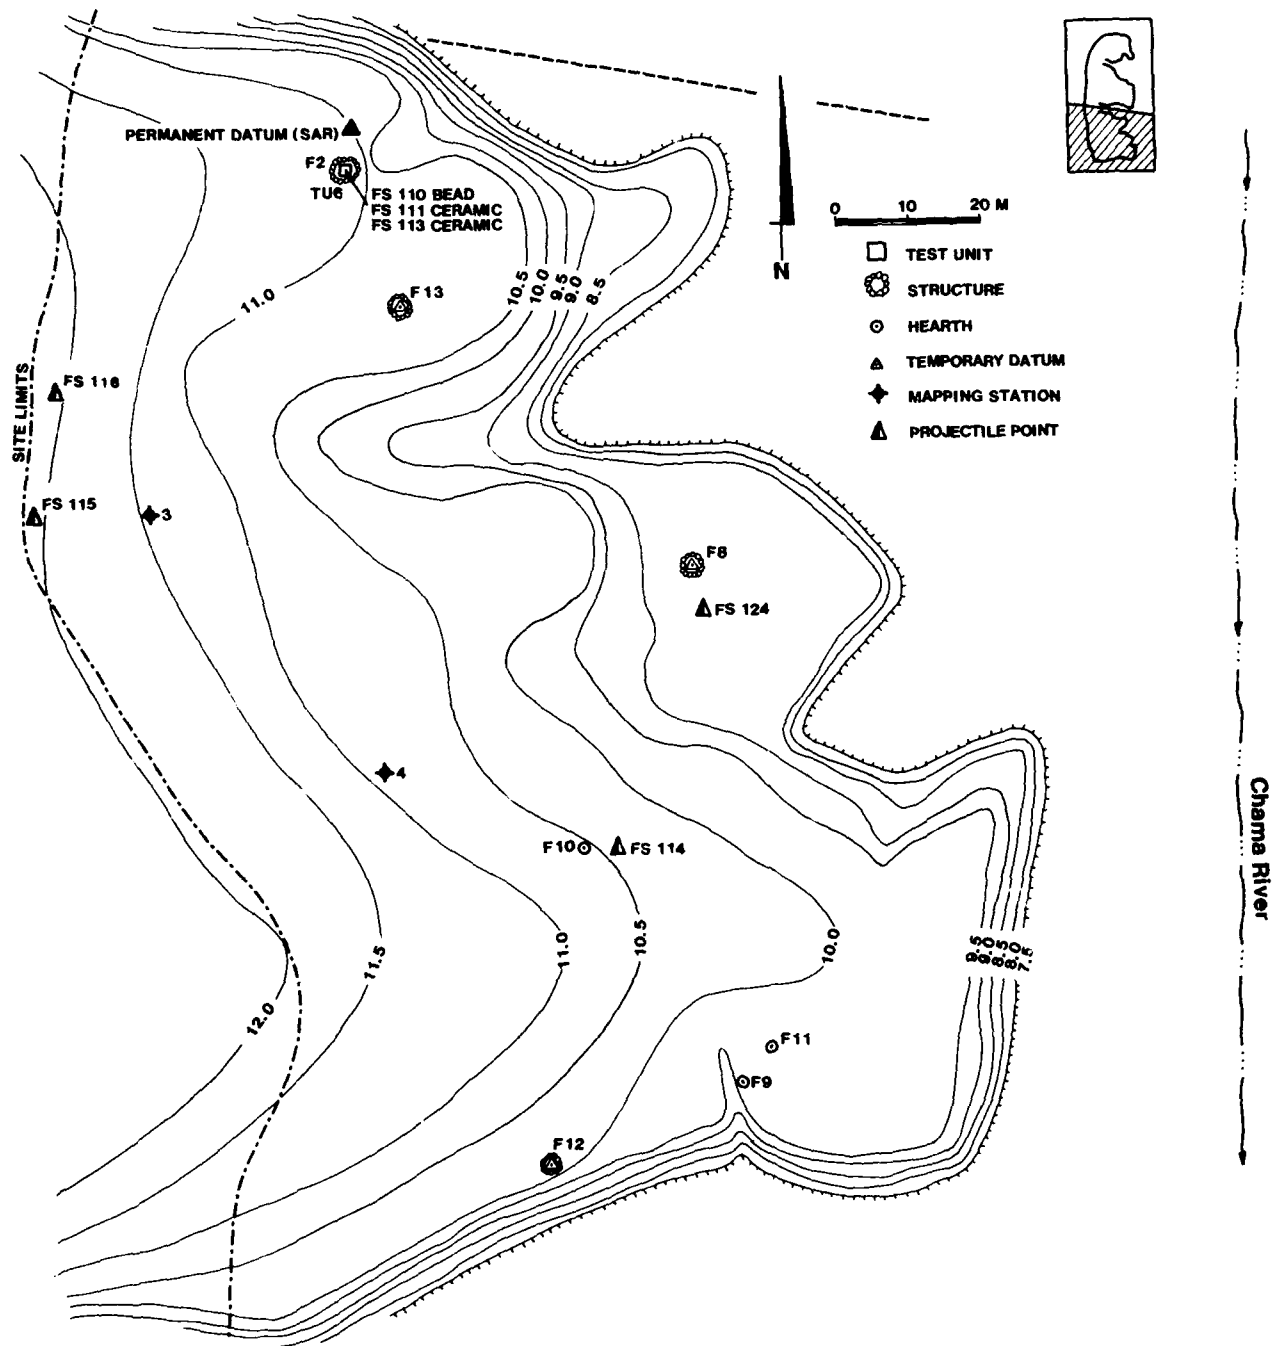 PERMANENT DATUM (SAR)
F2
TU6
FS 110 BEAD
FS 111 CERAMIC
FS 113 CERAMIC
0 10 20 M
N
TEST UNIT
STRUCTURE
HEARTH
TEMPORARY DATUM
MAPPING STATION
PROJECTILE POINT
11.0
F13
10.5
10.0
9.5
9.0
8.5
SITE LIMITS
FS 116
FS 115
3
F8
FS 124
4
F10
FS 114
Chama River
12.0
11.5
11.0
10.5
10.0
9.5
9.0
8.5
8.0
7.5
F11
F9
F12